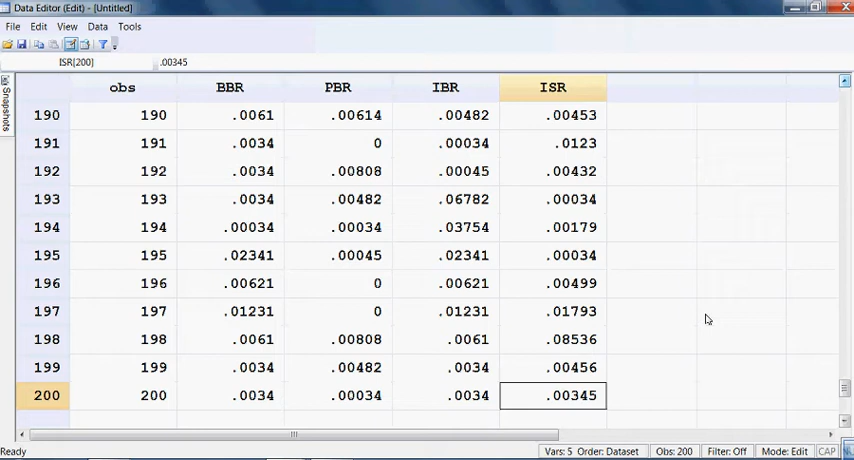 Data Editor (Edit) - [Untitled]
File Edit View Data Tools
ISR[200] .00345
Snapshots
obs BBR PBR IBR ISR
190 190 .0061 .00614 .00482 .00453
191 191 .0034 0 .00034 .0123
192 192 .0034 .00808 .00045 .00432
193 193 .0034 .00482 .06782 .00034
194 194 .00034 .00034 .03754 .00179
195 195 .02341 .00045 .02341 .00034
196 196 .00621 0 .00621 .00499
197 197 .01231 0 .01231 .01793
198 198 .0061 .00808 .0061 .08536
199 199 .0034 .00482 .0034 .00456
200 200 .0034 .00034 .0034 .00345
Ready Vars: 5 Order: Dataset Obs: 200 Filter: Off Mode: Edit CAP